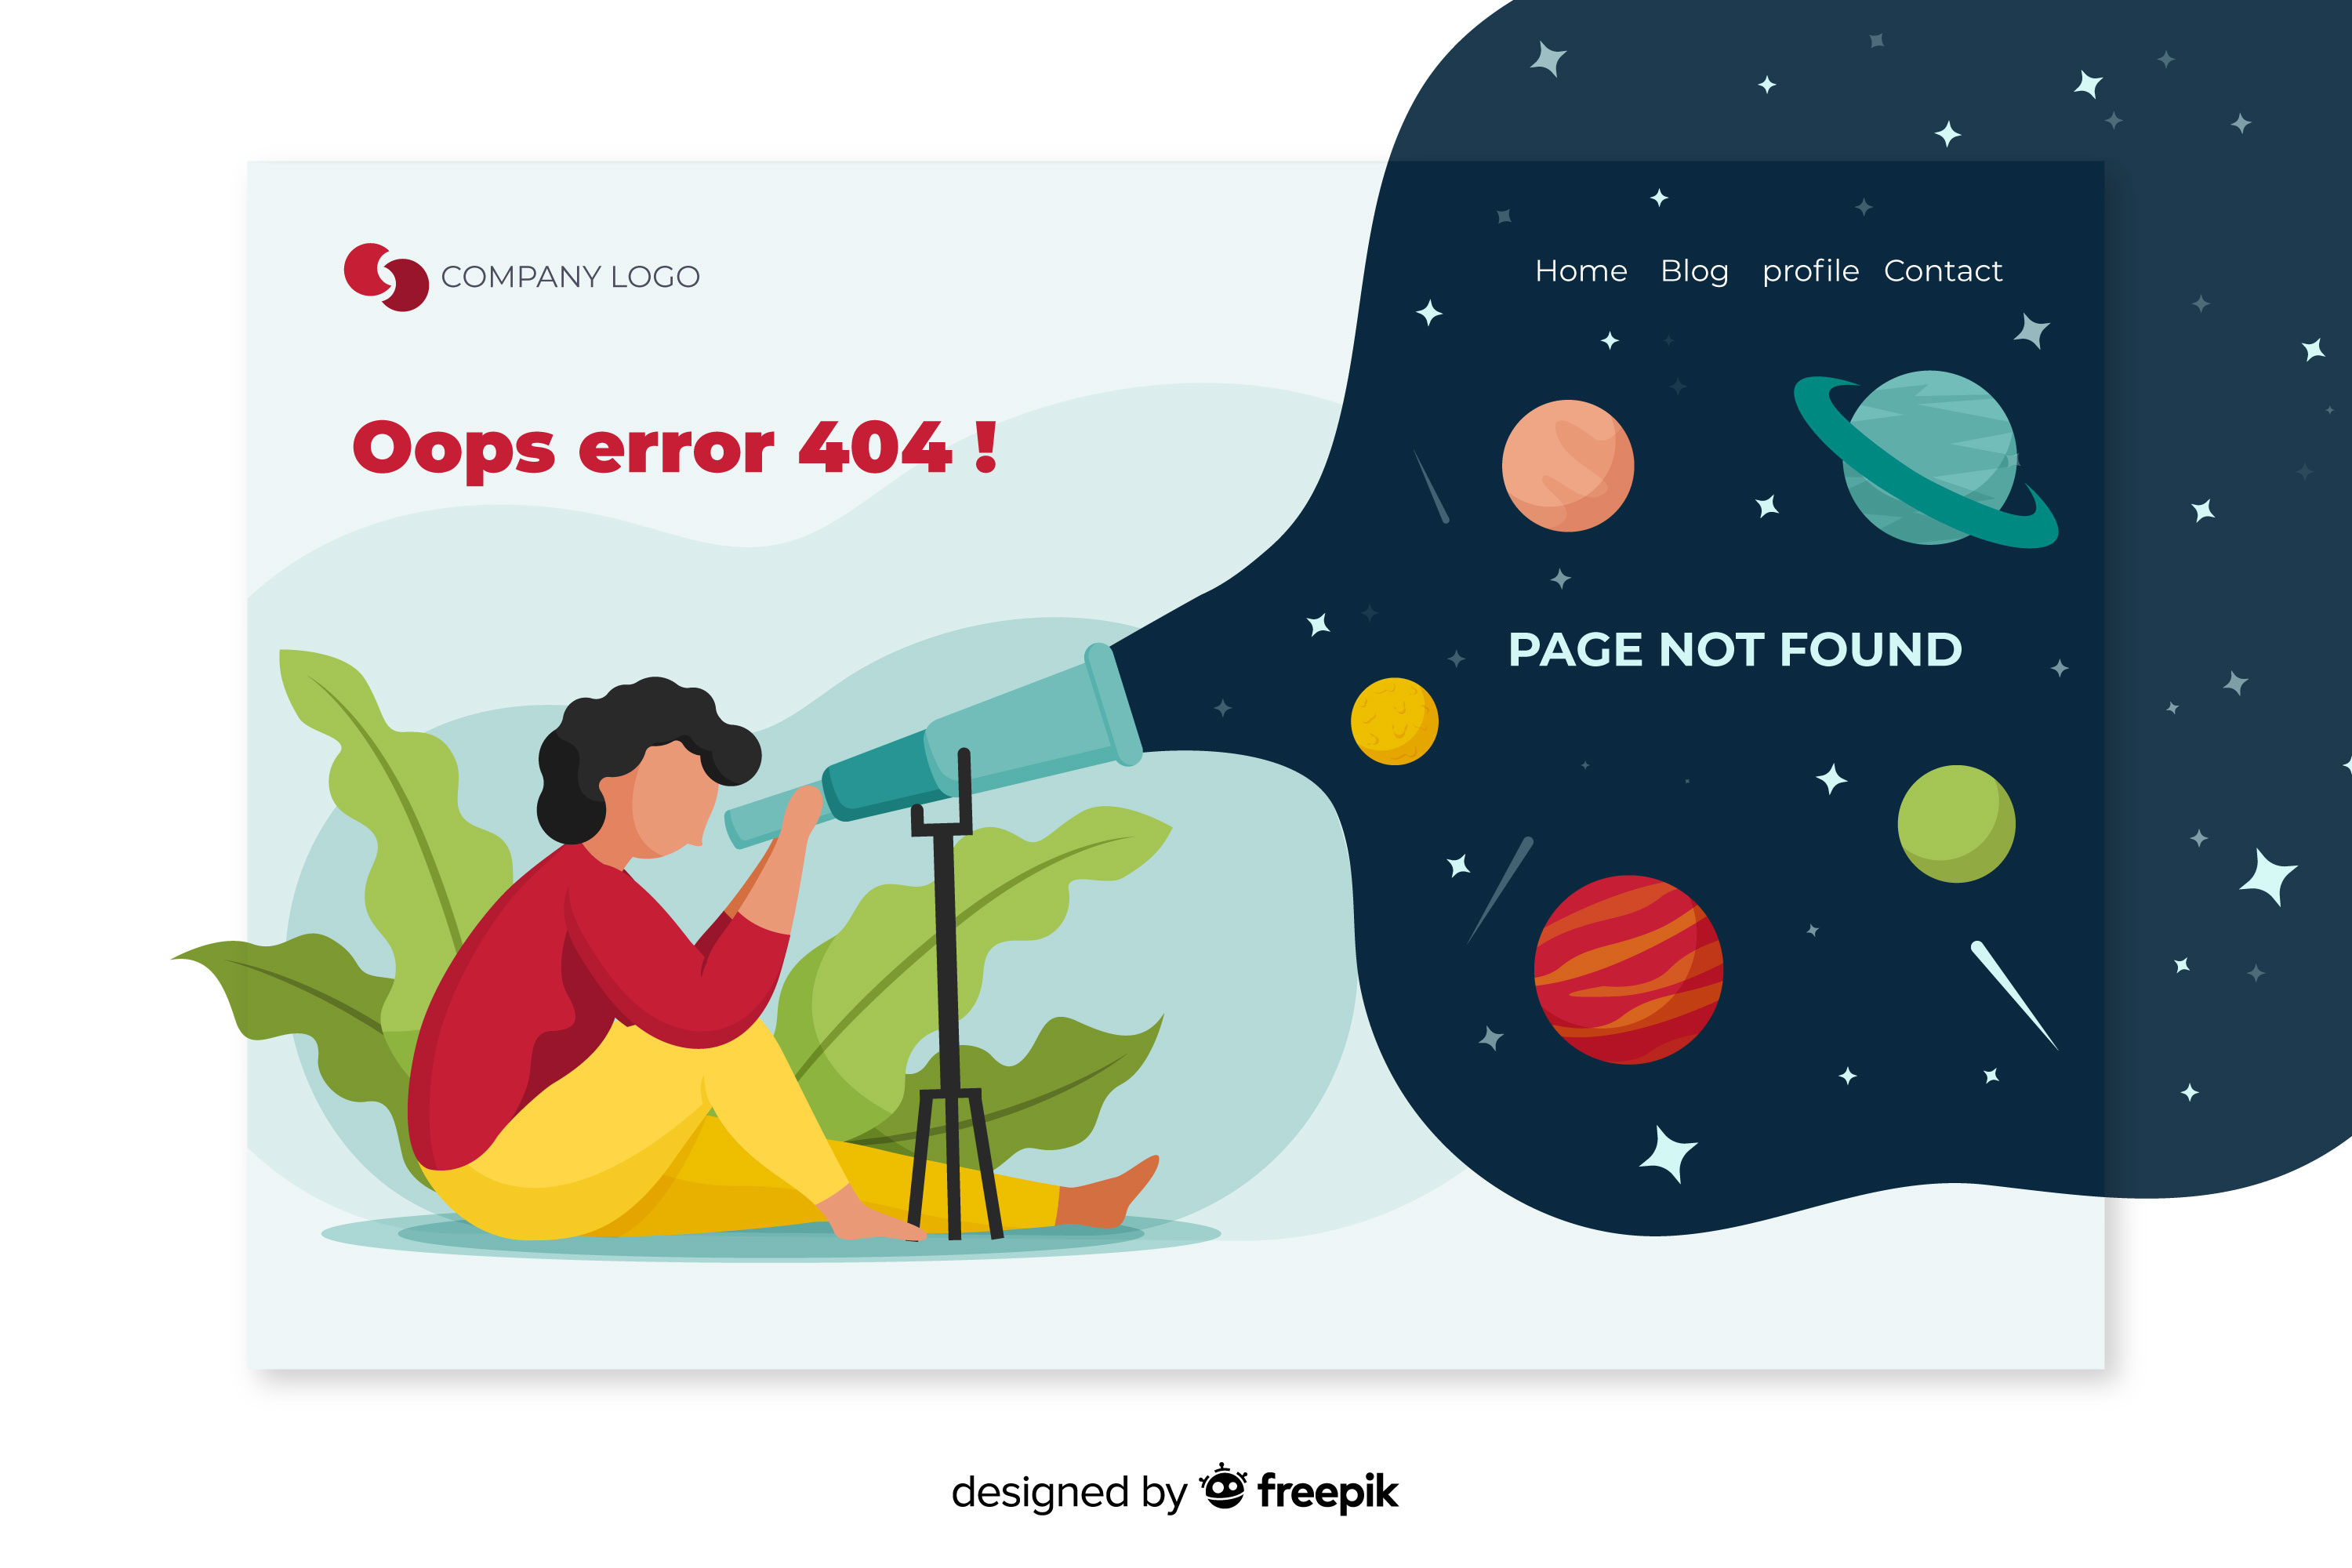 COMPANY LOGO
Home Blog profile Contact
Oops error 404 !
PAGE NOT FOUND
designed by freepik